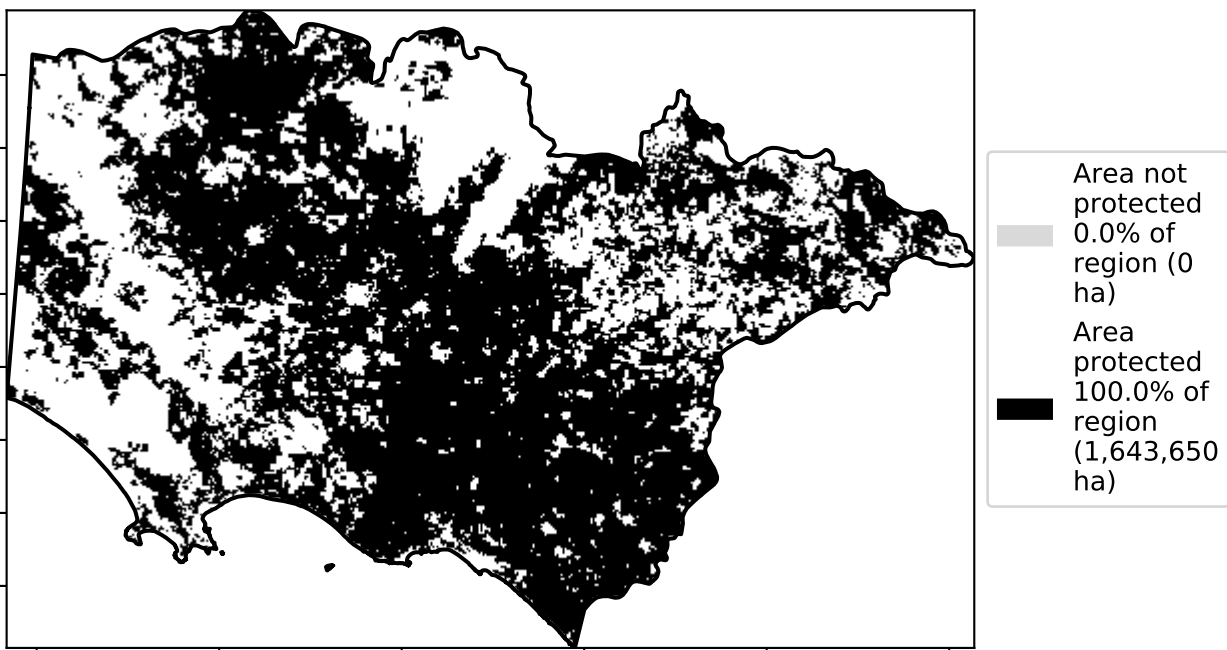 Area not
protected
0.0% of
region (0
ha)
Area
protected
100.0% of
region
(1,643,650
ha)